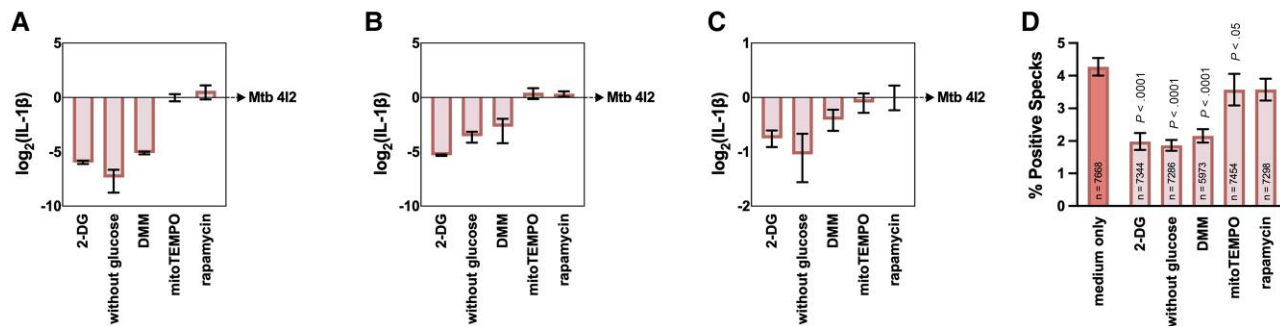 A
log2(IL-1β)
5
0
-5
-10
Mtb 4I2
2-DG
without glucose
DMM
mitoTEMPO
rapamycin
B
log2(IL-1β)
5
0
-5
-10
Mtb 4I2
2-DG
without glucose
DMM
mitoTEMPO
rapamycin
C
log2(IL-1β)
1
0
-1
-2
Mtb 4I2
2-DG
without glucose
DMM
mitoTEMPO
rapamycin
D
% Positive Specks
5
4
3
2
1
0
P < .0001
P < .0001
P < .0001
P < .05
n = 7668
n = 7344
n = 7286
n = 5973
n = 7454
n = 7298
medium only
2-DG
without glucose
DMM
mitoTEMPO
rapamycin